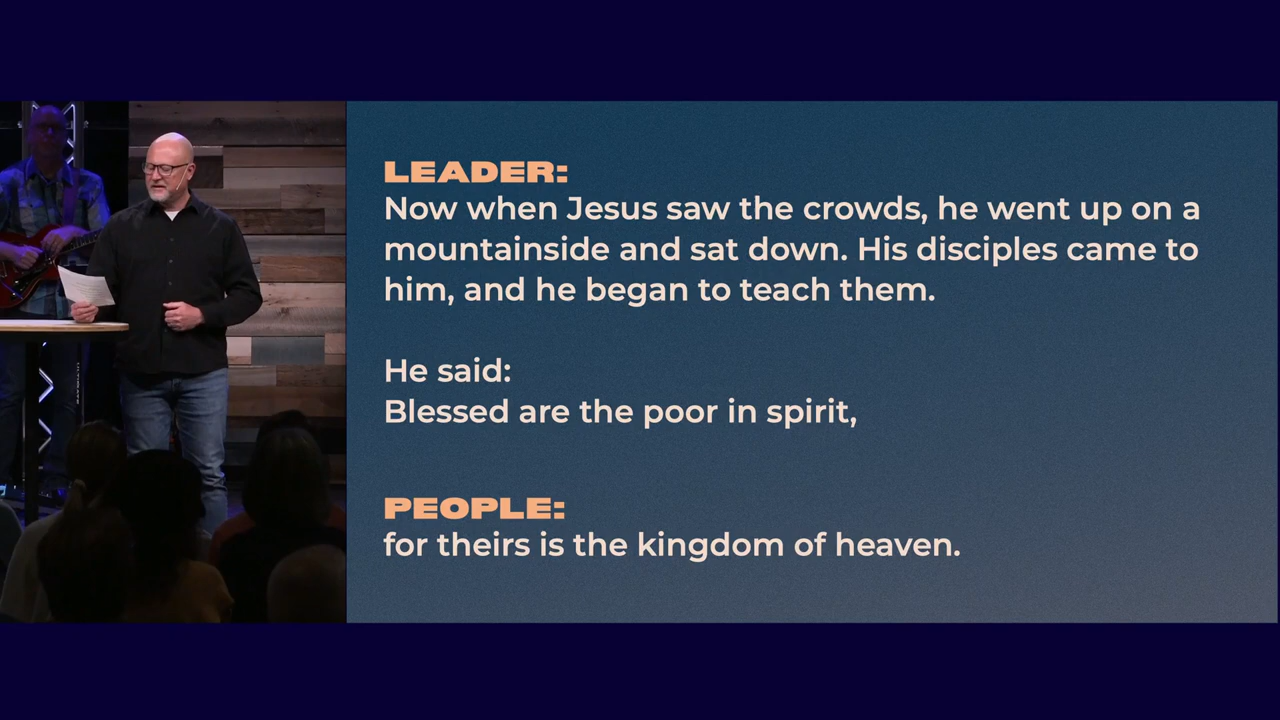 LEADER:
Now when Jesus saw the crowds, he went up on a
mountainside and sat down. His disciples came to
him, and he began to teach them.
He said:
Blessed are the poor in spirit,
PEOPLE:
for theirs is the kingdom of heaven.